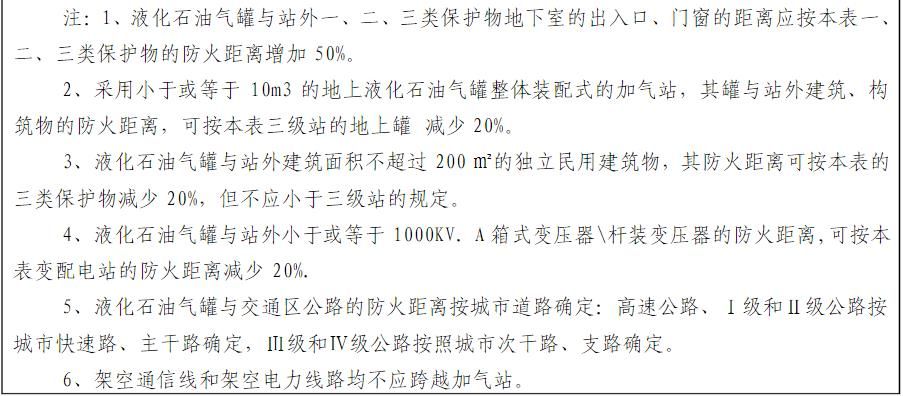 注：1、液化石油气罐与站外一、二、三类保护物地下室的出入口、门窗的距离应按本表一、
二、三类保护物的防火距离增加 50%。
2、采用小于或等于 10m3 的地上液化石油气罐整体装配式的加气站，其罐与站外建筑、构
筑物的防火距离，可按本表三级站的地上罐 减少 20%。
3、液化石油气罐与站外建筑面积不超过 200 ㎡的独立民用建筑物，其防火距离可按本表的
三类保护物减少 20%，但不应小于三级站的规定。
4、液化石油气罐与站外小于或等于 1000KV. A 箱式变压器\杆装变压器的防火距离,可按本
表变配电站的防火距离减少 20%.
5、液化石油气罐与交通区公路的防火距离按城市道路确定：高速公路、Ⅰ级和Ⅱ级公路按
城市快速路、主干路确定，Ⅲ级和Ⅳ级公路按照城市次干路、支路确定。
6、架空通信线和架空电力线路均不应跨越加气站。